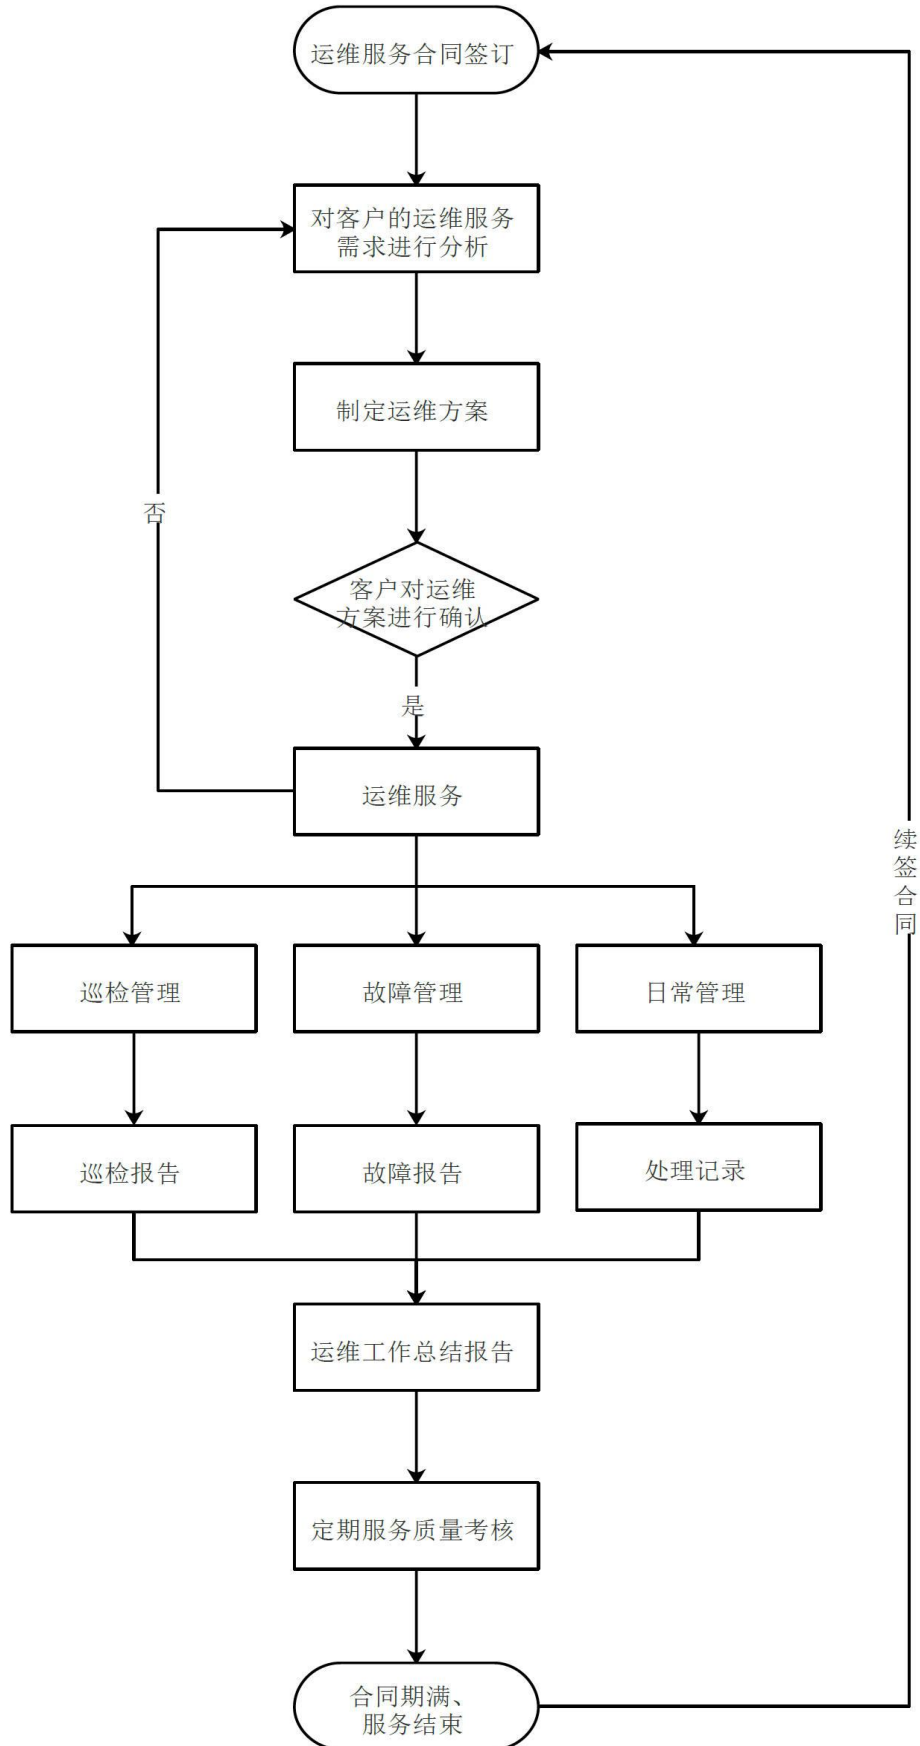 运维服务合同签订
对客户的运维服务
需求进行分析
制定运维方案
否
客户对运维
方案进行确认
是
运维服务
续
签
合
同
巡检管理
故障管理
日常管理
巡检报告
故障报告
处理记录
运维工作总结报告
定期服务质量考核
合同期满、
服务结束